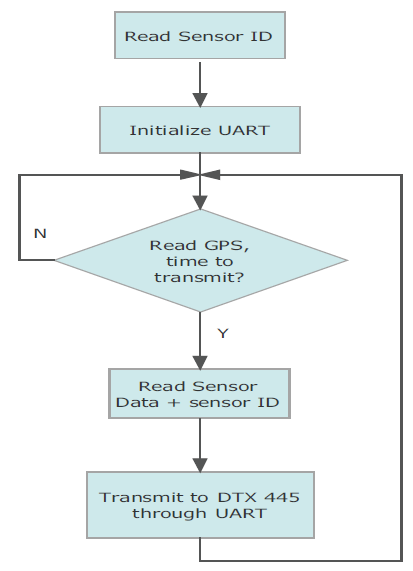 Read Sensor ID
Initialize UART
N
Read GPS,
time to
transmit?
Y
Read Sensor
Data + sensor ID
Transmit to DTX 445
through UART